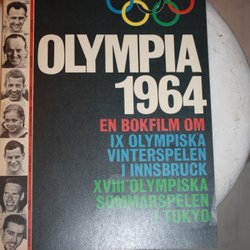 OLYMPIA
1964
EN BOKFILM OM
IX OLYMPISKA
VINTERSPELEN
I INNSBRUCK
XVIII OLYMPISKA
SOMMARSPELEN
I TOKYO